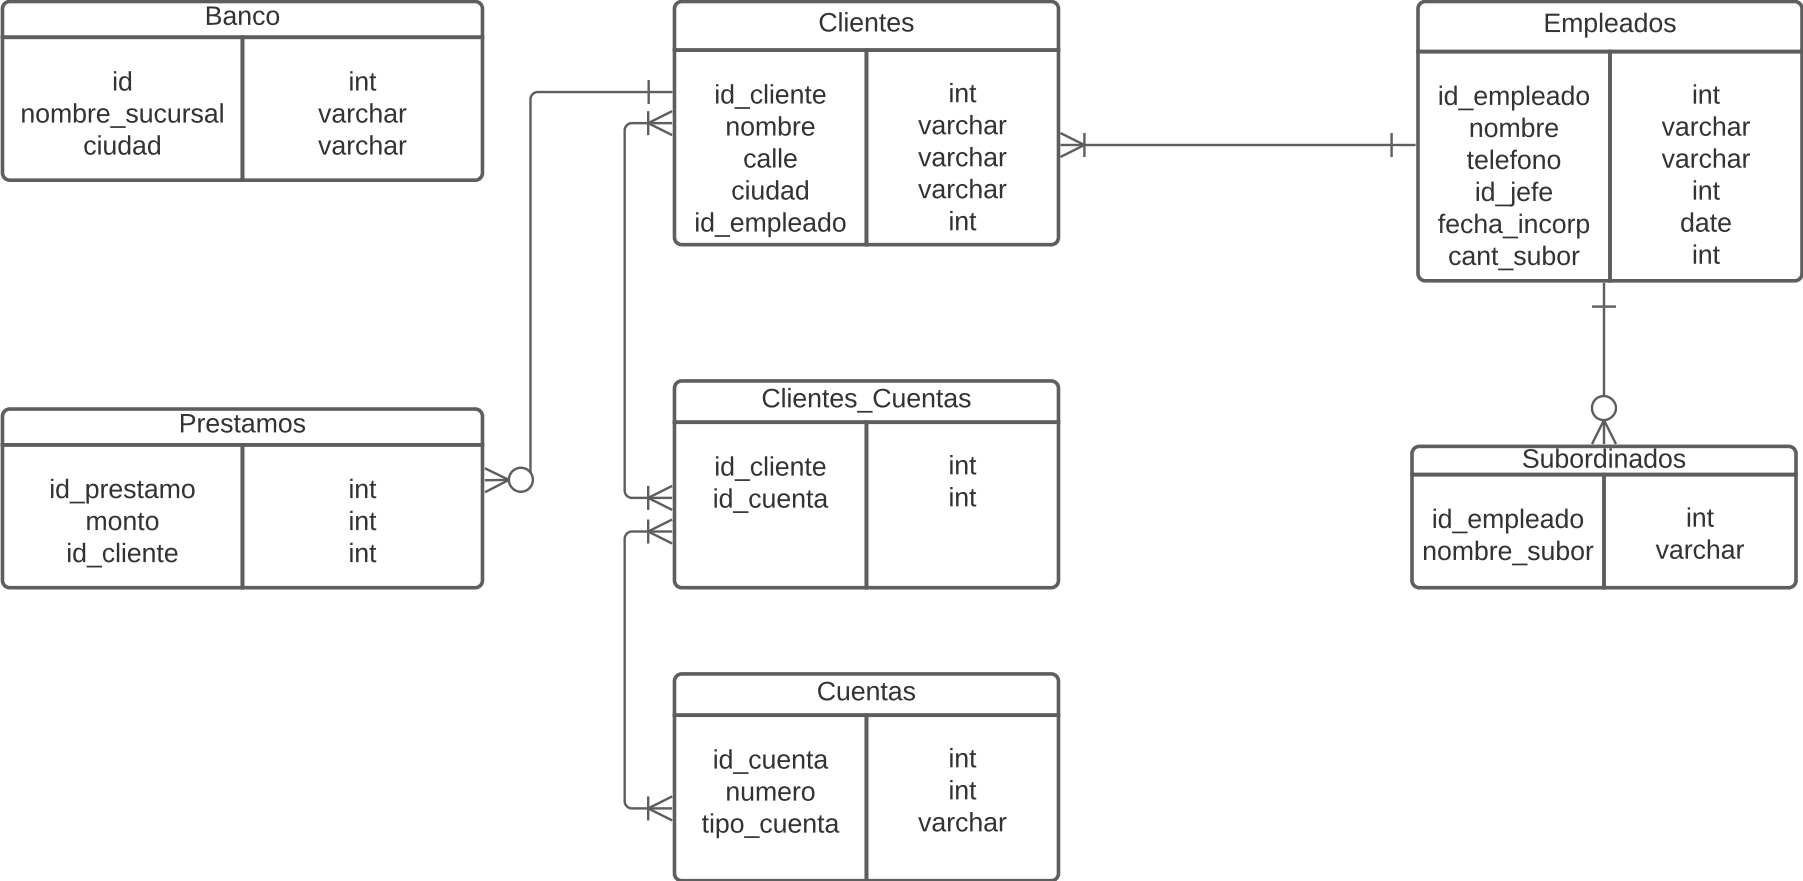 Banco
id int
nombre_sucursal varchar
ciudad varchar
Clientes
id_cliente int
nombre varchar
calle varchar
ciudad varchar
id_empleado int
Empleados
id_empleado int
nombre varchar
telefono varchar
id_jefe int
fecha_incorp date
cant_subor int
Prestamos
id_prestamo int
monto int
id_cliente int
Clientes_Cuentas
id_cliente int
id_cuenta int
Subordinados
id_empleado int
nombre_subor varchar
Cuentas
id_cuenta int
numero int
tipo_cuenta varchar